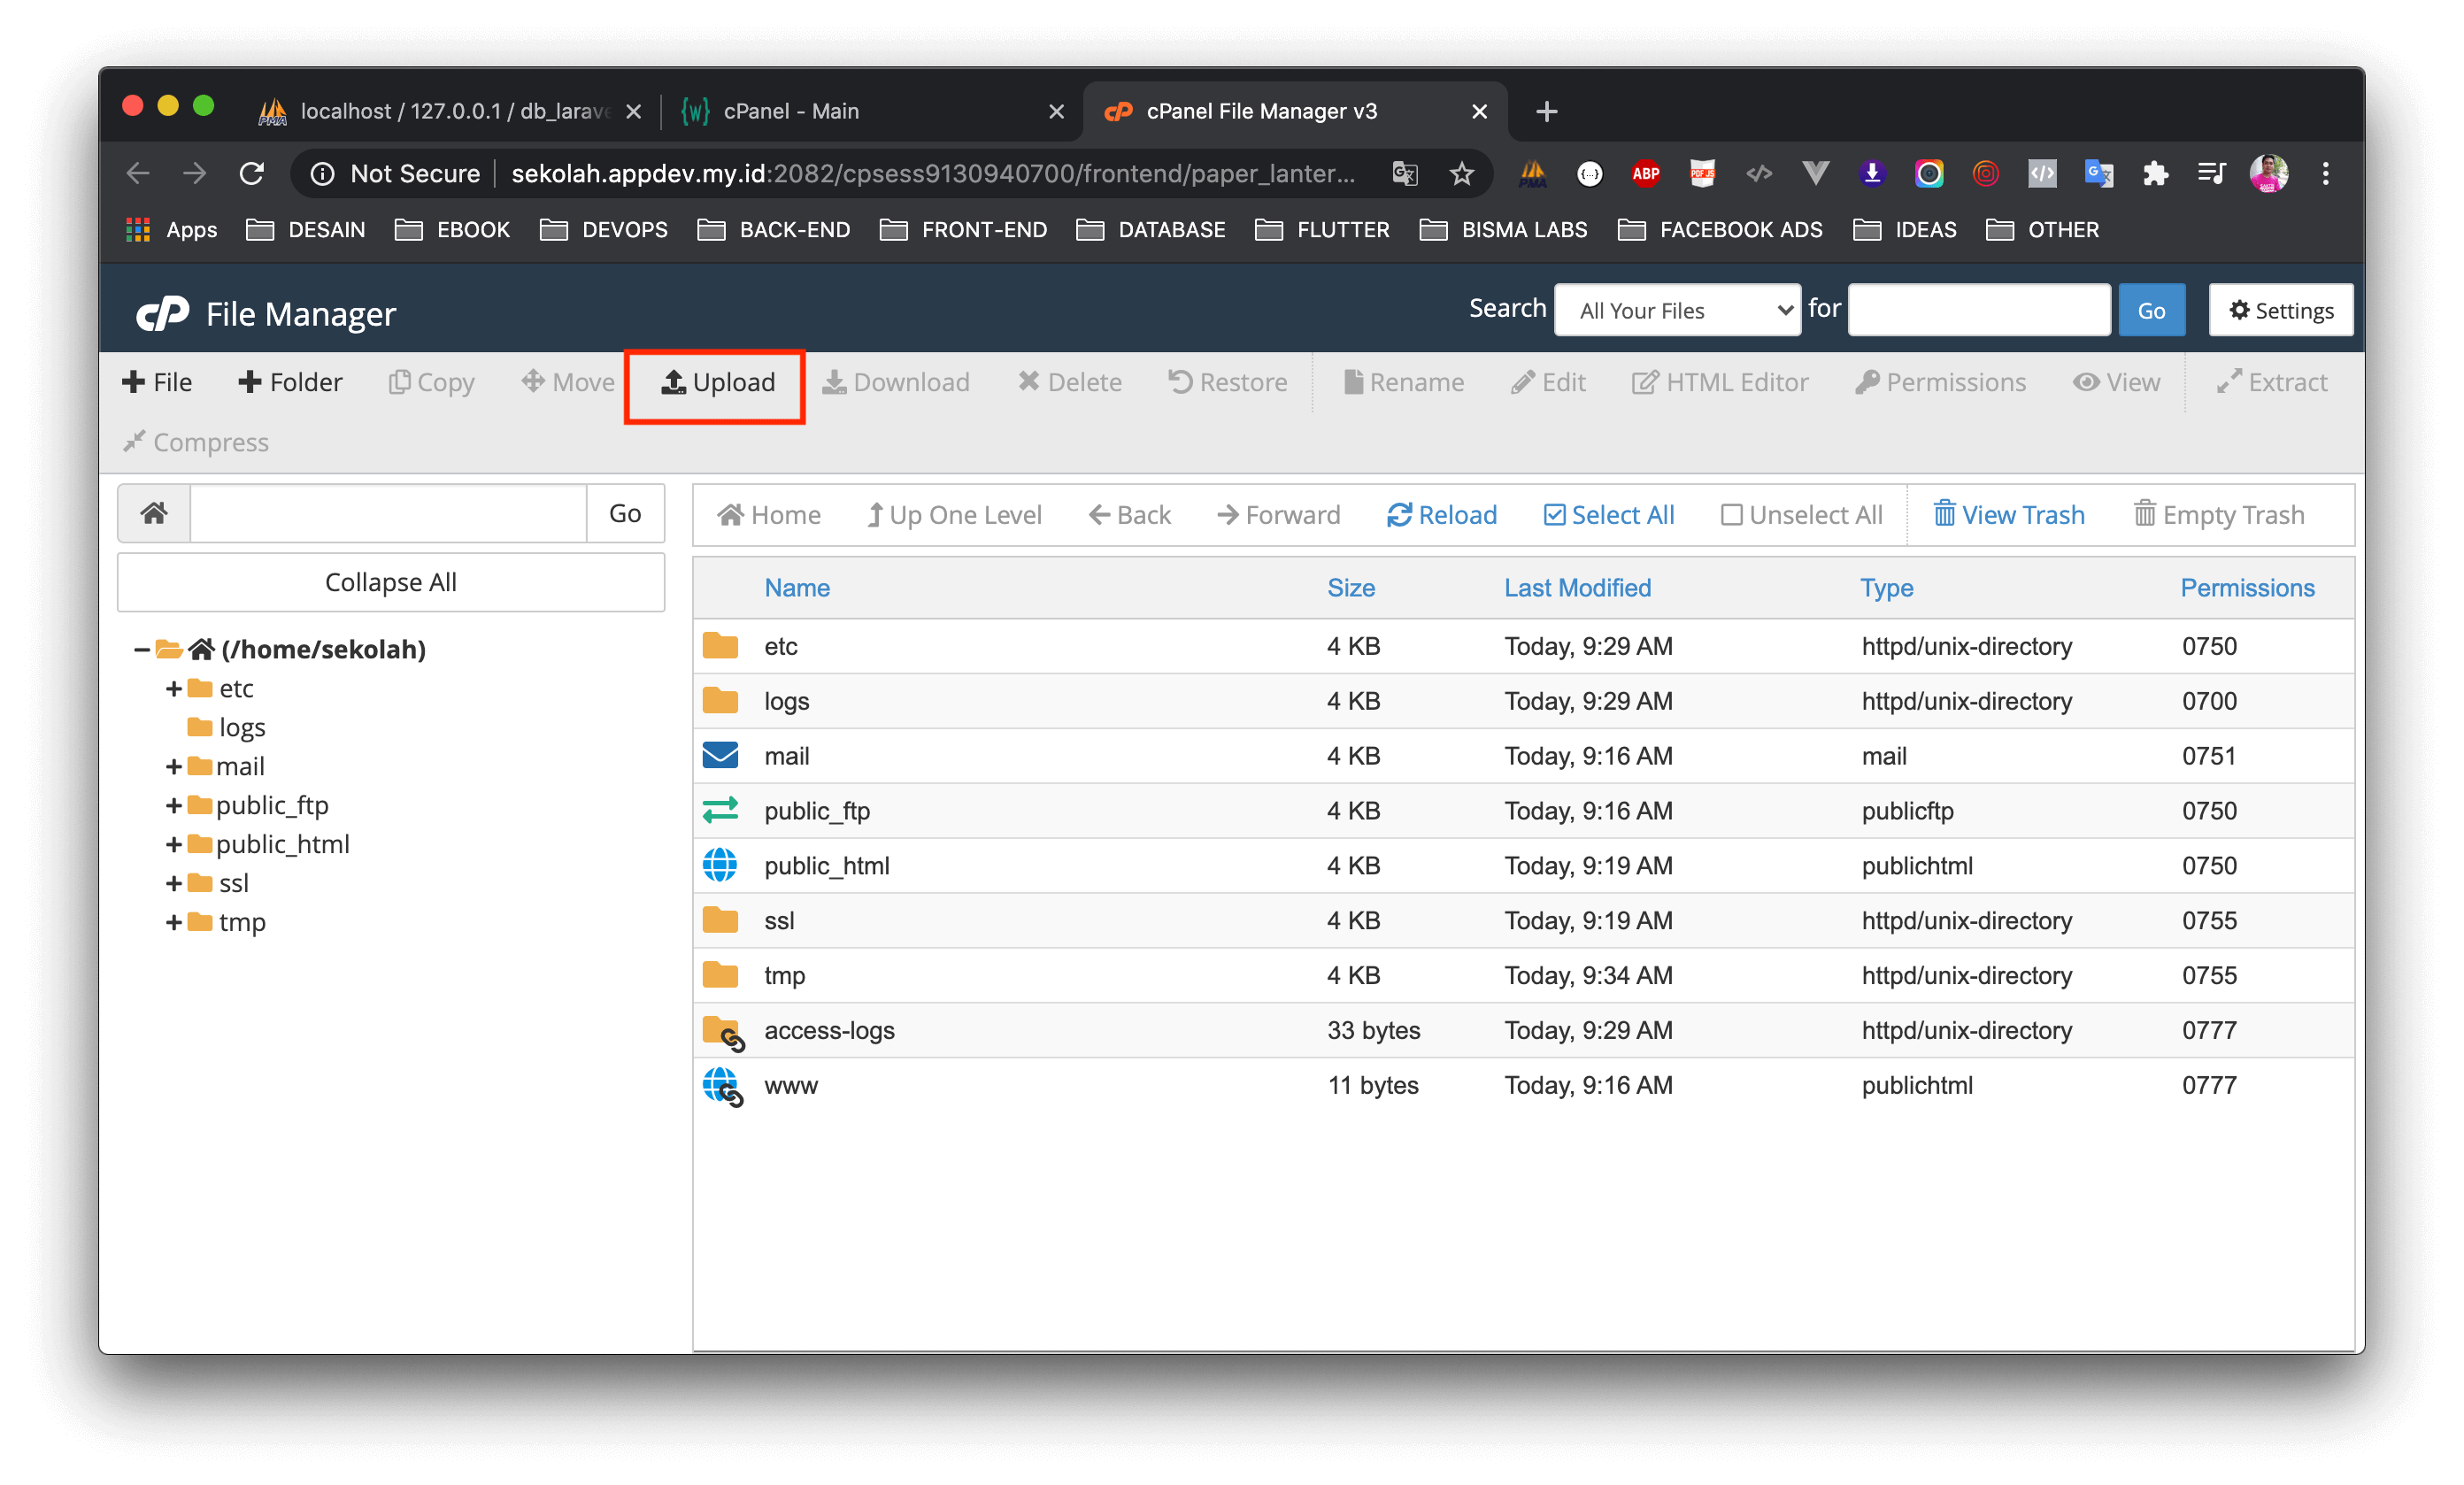 localhost / 127.0.0.1 / db_larave
cPanel - Main
cPanel File Manager v3
Not Secure
sekolah.appdev.my.id:2082/cpsess9130940700/frontend/paper_lanter...
Apps DESAIN EBOOK DEVOPS BACK-END FRONT-END DATABASE FLUTTER BISMA LABS FACEBOOK ADS IDEAS OTHER
cP File Manager
Search All Your Files for Go Settings
File Folder Copy Move Upload Download Delete Restore Rename Edit HTML Editor Permissions View Extract
Compress
Go
Collapse All
(/home/sekolah)
etc
logs
mail
public_ftp
public_html
ssl
tmp
Home Up One Level Back Forward Reload Select All Unselect All View Trash Empty Trash
Name Size Last Modified Type Permissions
etc 4 KB Today, 9:29 AM httpd/unix-directory 0750
logs 4 KB Today, 9:29 AM httpd/unix-directory 0700
mail 4 KB Today, 9:16 AM mail 0751
public_ftp 4 KB Today, 9:16 AM publicftp 0750
public_html 4 KB Today, 9:19 AM publichtml 0750
ssl 4 KB Today, 9:19 AM httpd/unix-directory 0755
tmp 4 KB Today, 9:34 AM httpd/unix-directory 0755
access-logs 33 bytes Today, 9:29 AM httpd/unix-directory 0777
www 11 bytes Today, 9:16 AM publichtml 0777